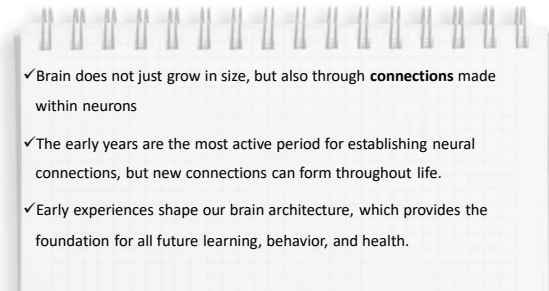 ✓Brain does not just grow in size, but also through connections made
within neurons
✓The early years are the most active period for establishing neural
connections, but new connections can form throughout life.
✓Early experiences shape our brain architecture, which provides the
foundation for all future learning, behavior, and health.